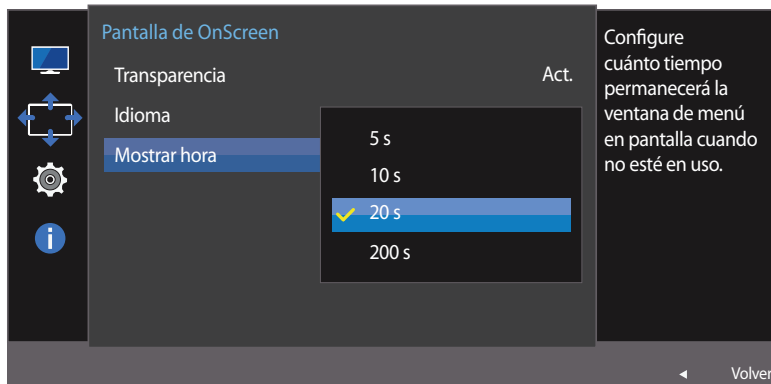 Pantalla de OnScreen
Transparencia Act.
Idioma
Mostrar hora
5 s
10 s
20 s
200 s
Configure
cuánto tiempo
permanecerá la
ventana de menú
en pantalla cuando
no esté en uso.
Volver